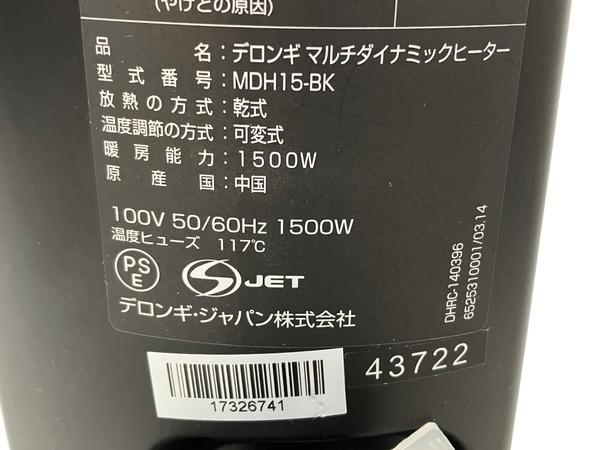 (やけどの原因)
品名：デロンギ マルチダイナミックヒーター
型式番号：MDH15-BK
放熱の方式：乾式
温度調節の方式：可変式
暖房能力：1500W
原産国：中国
100V 50/60Hz 1500W
温度ヒューズ 117℃
PS
E
S JET
デロンギ・ジャパン株式会社
DHRC-140396
6525310001/03.14
43722
17326741